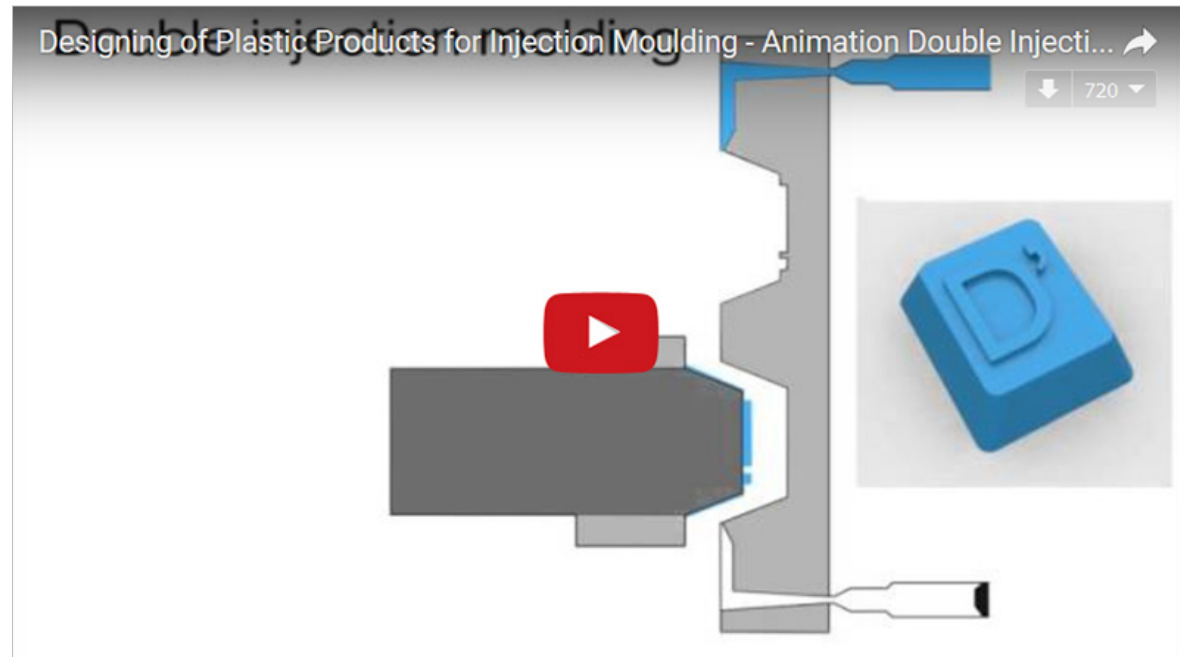 Double injection molding
Designing of Plastic Products for Injection Moulding - Animation Double Injecti...
720
D